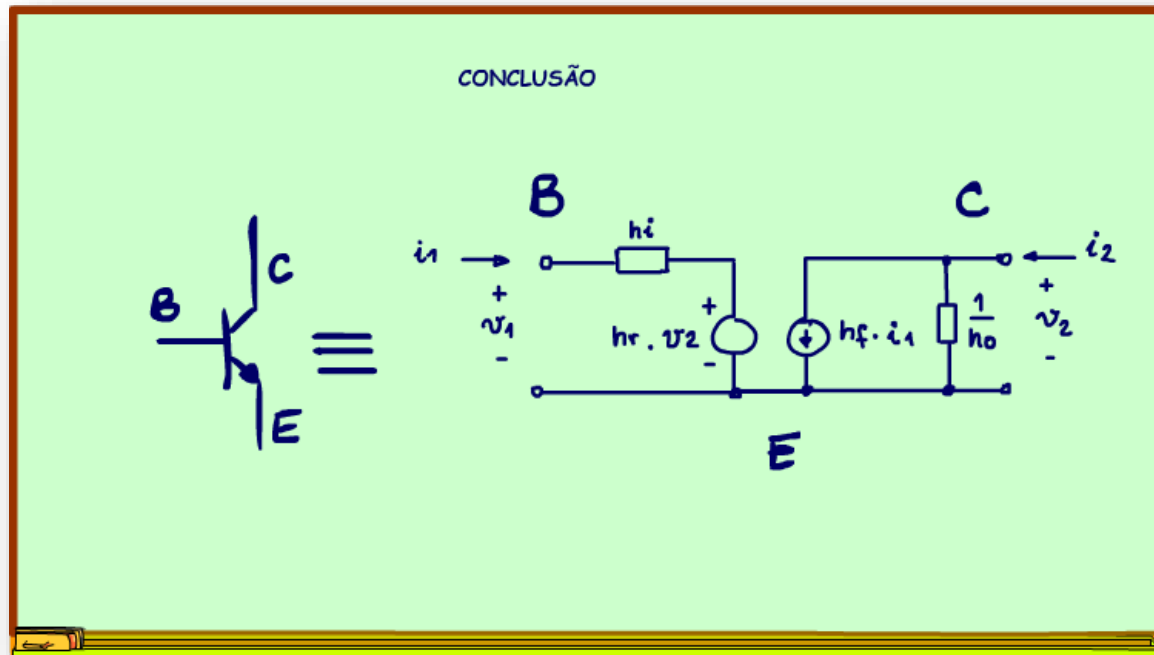 CONCLUSÃO
B
C
E
B
C
i1
+
v1
-
hi
+
hr . v2
-
hf . i1
1
ho
i2
+
v2
-
E